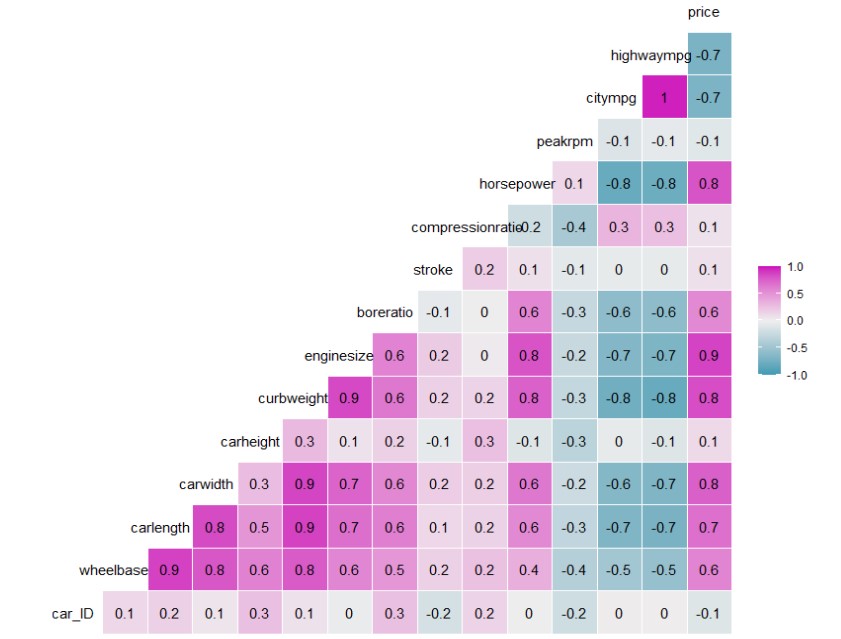 price
highwaympg -0.7
citympg 1 -0.7
peakrpm -0.1 -0.1 -0.1
horsepower 0.1 -0.8 -0.8 0.8
compressionratio -0.2 -0.4 0.3 0.3 0.1
stroke 0.2 0.1 -0.1 0 0 0.1
1.0
boreratio -0.1 0 0.6 -0.3 -0.6 -0.6 0.6
0.5
0.0
enginesize 0.6 0.2 0 0.8 -0.2 -0.7 -0.7 0.9
-0.5
-1.0
curbweight 0.9 0.6 0.2 0.2 0.8 -0.3 -0.8 -0.8 0.8
carheight 0.3 0.1 0.2 -0.1 0.3 -0.1 -0.3 0 -0.1 0.1
carwidth 0.3 0.9 0.7 0.6 0.2 0.2 0.6 -0.2 -0.6 -0.7 0.8
carlength 0.8 0.5 0.9 0.7 0.6 0.1 0.2 0.6 -0.3 -0.7 -0.7 0.7
wheelbase 0.9 0.8 0.6 0.8 0.6 0.5 0.2 0.2 0.4 -0.4 -0.5 -0.5 0.6
car_ID 0.1 0.2 0.1 0.3 0.1 0 0.3 -0.2 0.2 0 -0.2 0 0 -0.1